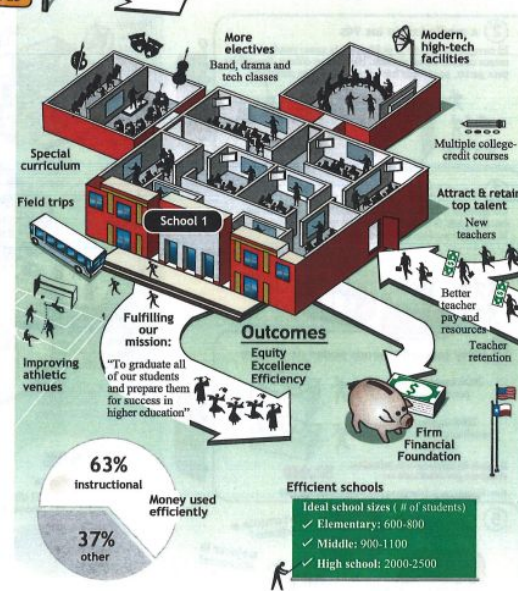 More
electives
Band, drama and
tech classes
Modern,
high-tech
facilities
Special
curriculum
Multiple college-
credit courses
Field trips
School 1
Attract & retain
top talent
New
teachers
Better
teacher
pay and
resources
Teacher
retention
Fulfilling
our
mission:
"To graduate all
of our students
and prepare them
for success in
higher education"
Outcomes
Equity
Excellence
Efficiency
Improving
athletic
venues
Firm
Financial
Foundation
63%
instructional
Money used
efficiently
37%
other
Efficient schools
Ideal school sizes ( # of students)
✓ Elementary: 600-800
✓ Middle: 900-1100
✓ High school: 2000-2500